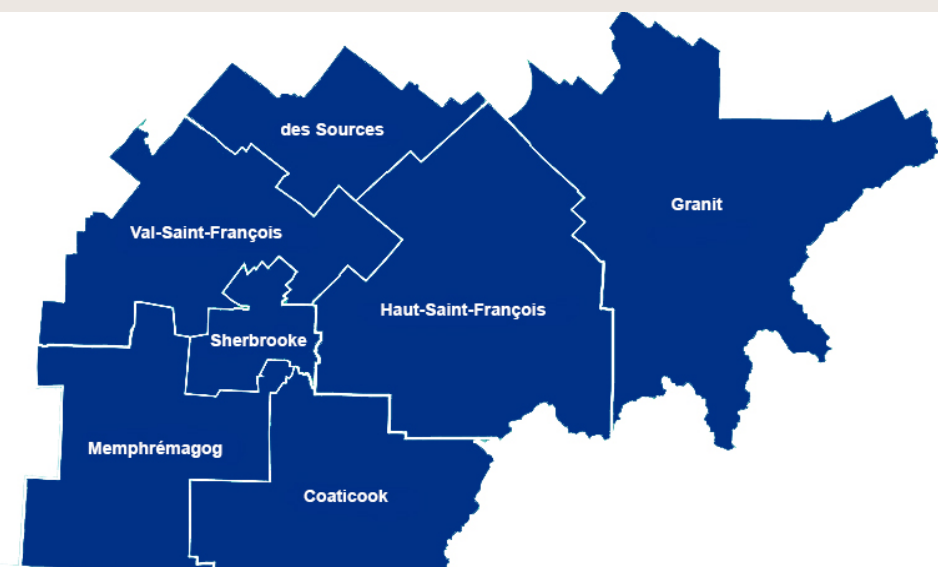 des Sources
Granit
Val-Saint-François
Haut-Saint-François
Sherbrooke
Memphrémagog
Coaticook